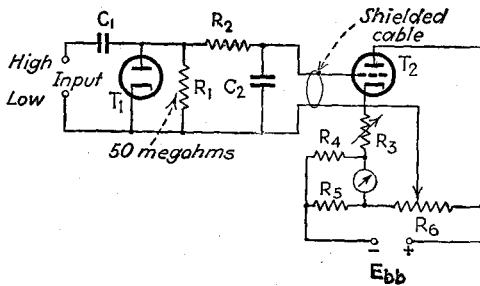 C1
R2
Shielded
cable
High
Input
Low
T1
R1
C2
T2
50 megohms
R4
R3
R5
R6
- +
Ebb